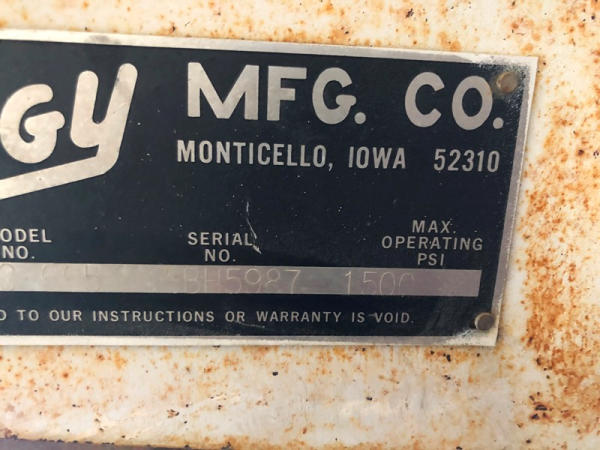 GY MFG. CO.
MONTICELLO, IOWA 52310
ODEL NO. SERIAL NO. MAX. OPERATING PSI
BH5987 1500
D TO OUR INSTRUCTIONS OR WARRANTY IS VOID.